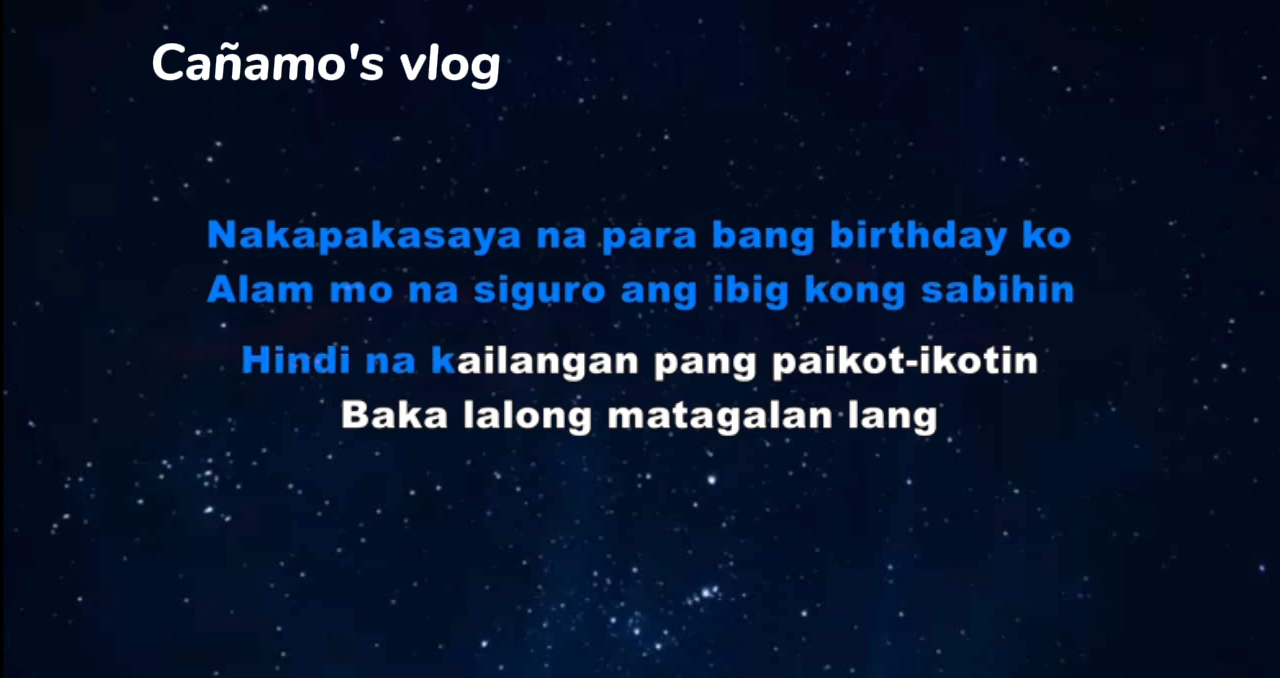 Cañamo's vlog
Nakapakasaya na para bang birthday ko
Alam mo na siguro ang ibig kong sabihin
Hindi na kailangan pang paikot-ikotin
Baka lalong matagalan lang